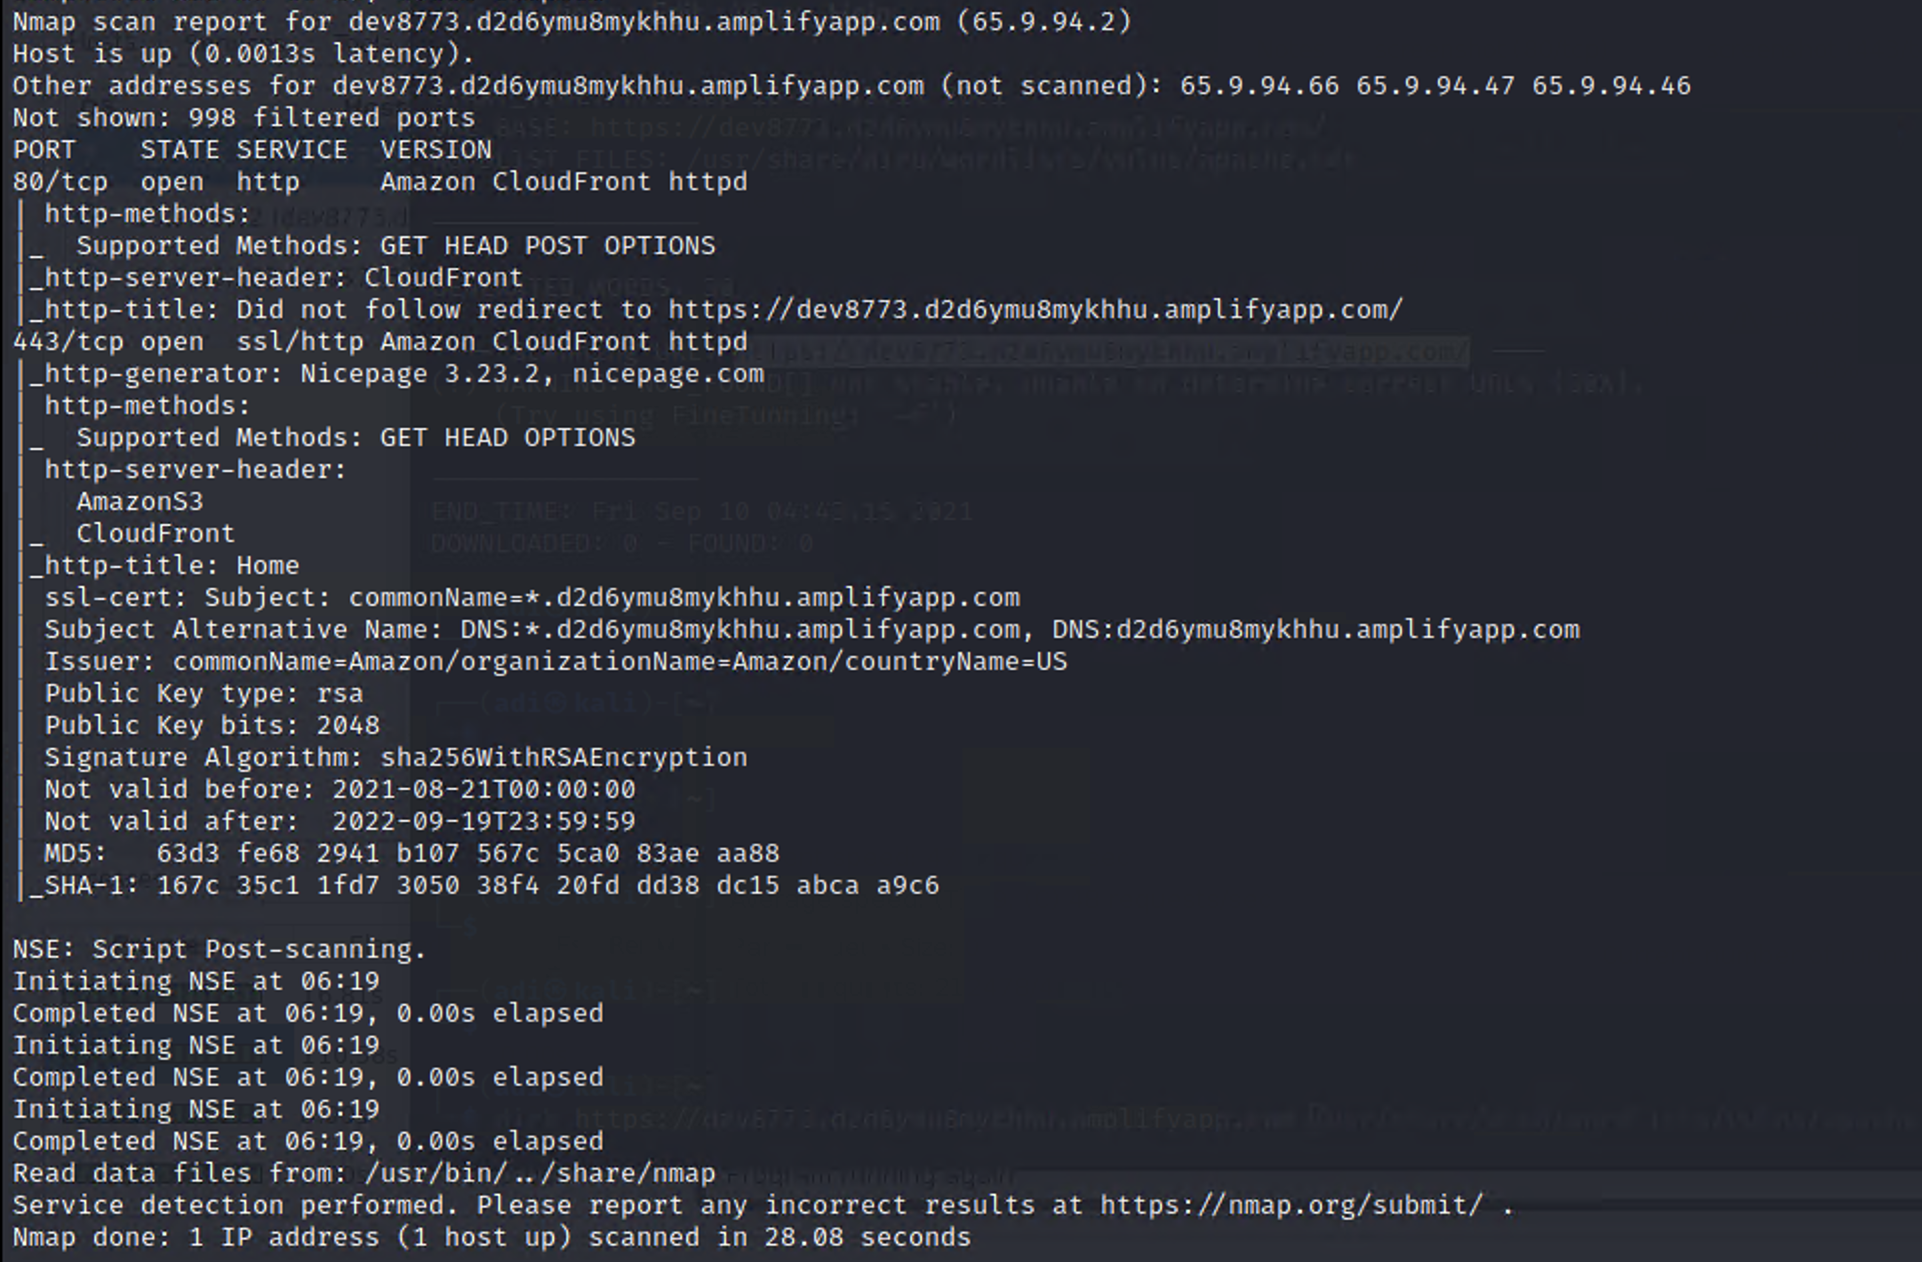 Nmap scan report for dev8773.d2d6ymu8mykhhu.amplifyapp.com (65.9.94.2)
Host is up (0.0013s latency).
Other addresses for dev8773.d2d6ymu8mykhhu.amplifyapp.com (not scanned): 65.9.94.66 65.9.94.47 65.9.94.46
Not shown: 998 filtered ports
PORT    STATE SERVICE  VERSION
80/tcp  open  http     Amazon CloudFront httpd
| http-methods:
|_  Supported Methods: GET HEAD POST OPTIONS
|_http-server-header: CloudFront
|_http-title: Did not follow redirect to https://dev8773.d2d6ymu8mykhhu.amplifyapp.com/
443/tcp open  ssl/http Amazon CloudFront httpd
|_http-generator: Nicepage 3.23.2, nicepage.com
| http-methods:
|_  Supported Methods: GET HEAD OPTIONS
| http-server-header:
|   AmazonS3
|_  CloudFront
|_http-title: Home
| ssl-cert: Subject: commonName=*.d2d6ymu8mykhhu.amplifyapp.com
| Subject Alternative Name: DNS:*.d2d6ymu8mykhhu.amplifyapp.com, DNS:d2d6ymu8mykhhu.amplifyapp.com
| Issuer: commonName=Amazon/organizationName=Amazon/countryName=US
| Public Key type: rsa
| Public Key bits: 2048
| Signature Algorithm: sha256WithRSAEncryption
| Not valid before: 2021-08-21T00:00:00
| Not valid after:  2022-09-19T23:59:59
| MD5:   63d3 fe68 2941 b107 567c 5ca0 83ae aa88
|_SHA-1: 167c 35c1 1fd7 3050 38f4 20fd dd38 dc15 abca a9c6
NSE: Script Post-scanning.
Initiating NSE at 06:19
Completed NSE at 06:19, 0.00s elapsed
Initiating NSE at 06:19
Completed NSE at 06:19, 0.00s elapsed
Initiating NSE at 06:19
Completed NSE at 06:19, 0.00s elapsed
Read data files from: /usr/bin/../share/nmap
Service detection performed. Please report any incorrect results at https://nmap.org/submit/ .
Nmap done: 1 IP address (1 host up) scanned in 28.08 seconds